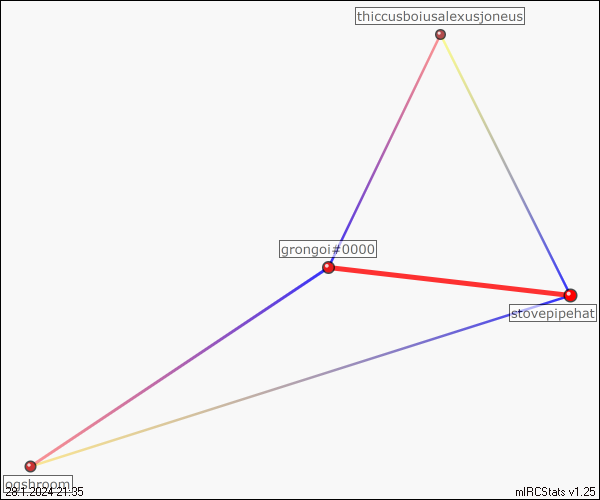 thiccusboiusalexusjoneus
grongoi#0000
stovepipehat
ogshroom
28.1.2024 21:35
mIRCStats v1.25